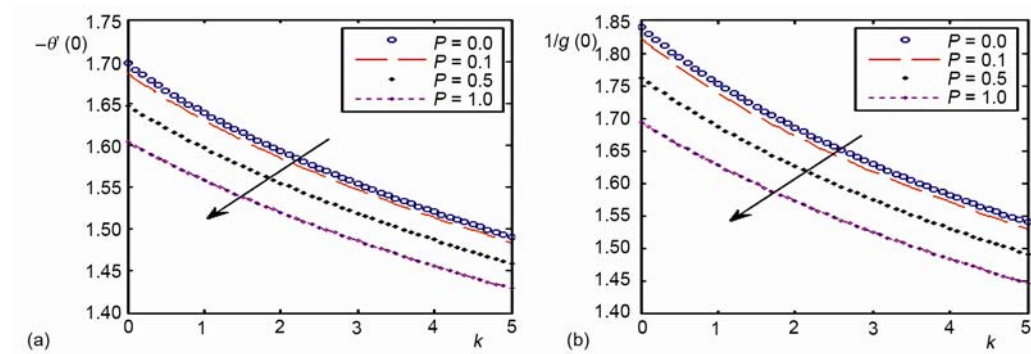 1.75
–θ' (0)
1.70
1.65
1.60
1.55
1.50
1.45
1.40
0
1
2
3
4
5
k
(a)
P = 0.0
P = 0.1
P = 0.5
P = 1.0
1.85
1/g (0)
1.80
1.75
1.70
1.65
1.60
1.55
1.50
1.45
1.40
0
1
2
3
4
5
k
(b)
P = 0.0
P = 0.1
P = 0.5
P = 1.0